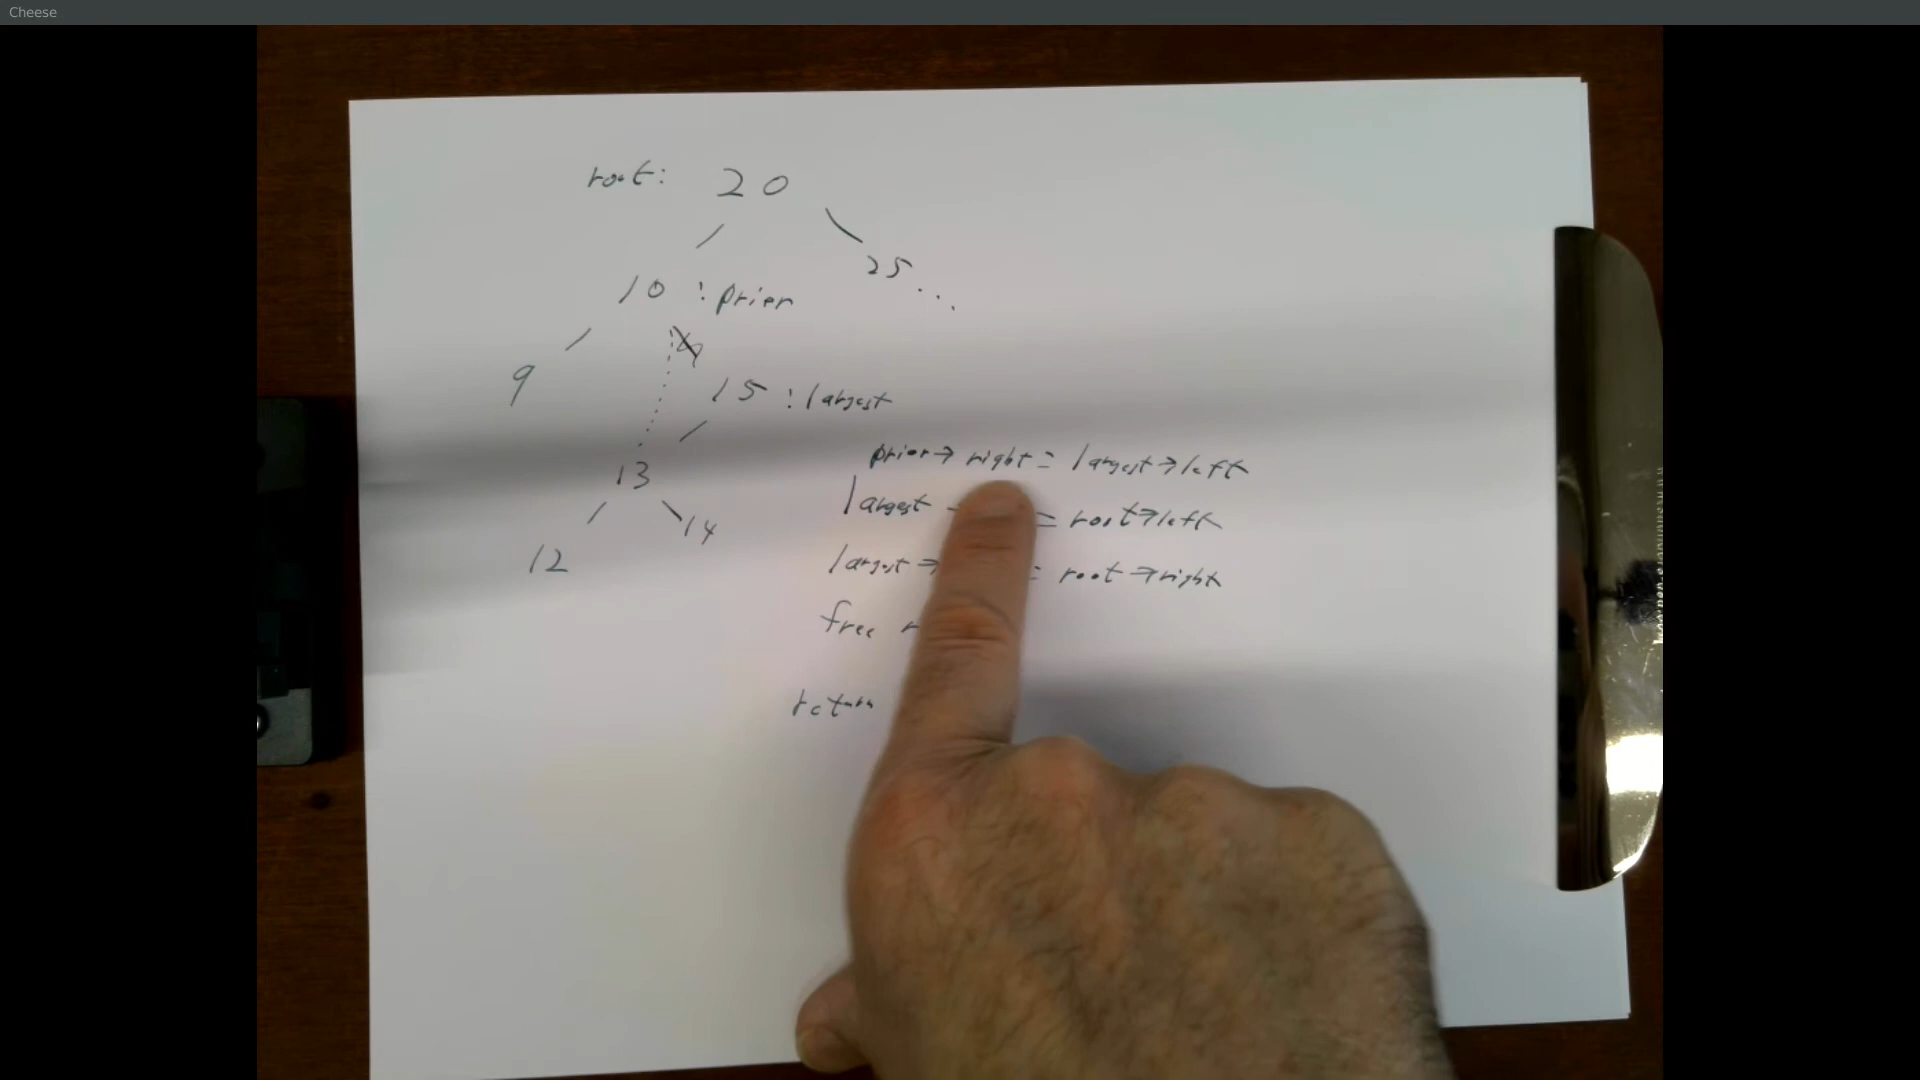 Cheese
root: 20
25 ...
10 : prior
9
15 : largest
13
prior → right = largest → left
largest = root → left
14
12
largest → = root → right
free
return